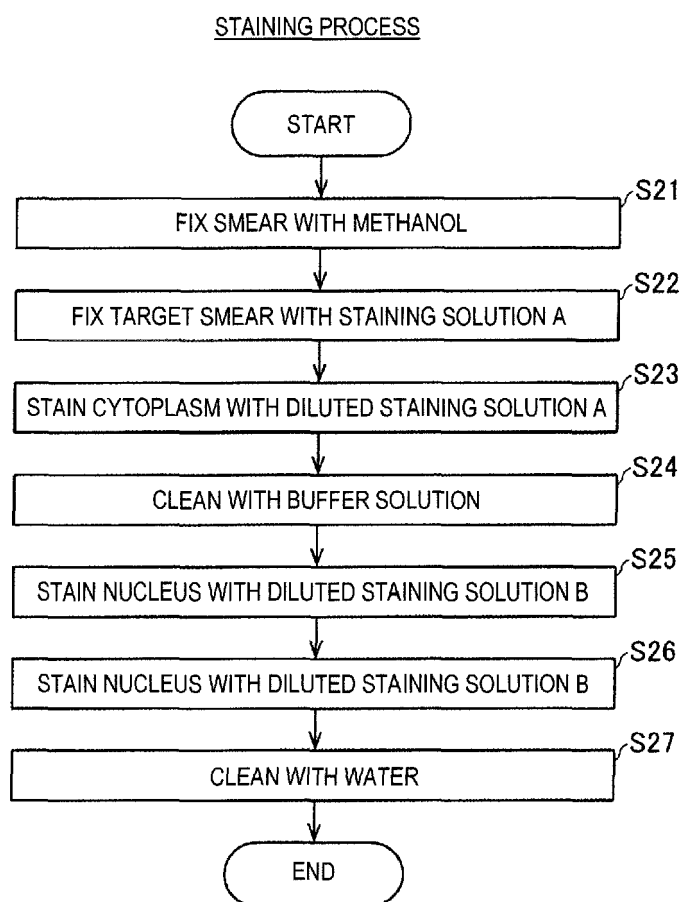 STAINING PROCESS
START
S21
FIX SMEAR WITH METHANOL
S22
FIX TARGET SMEAR WITH STAINING SOLUTION A
S23
STAIN CYTOPLASM WITH DILUTED STAINING SOLUTION A
S24
CLEAN WITH BUFFER SOLUTION
S25
STAIN NUCLEUS WITH DILUTED STAINING SOLUTION B
S26
STAIN NUCLEUS WITH DILUTED STAINING SOLUTION B
S27
CLEAN WITH WATER
END